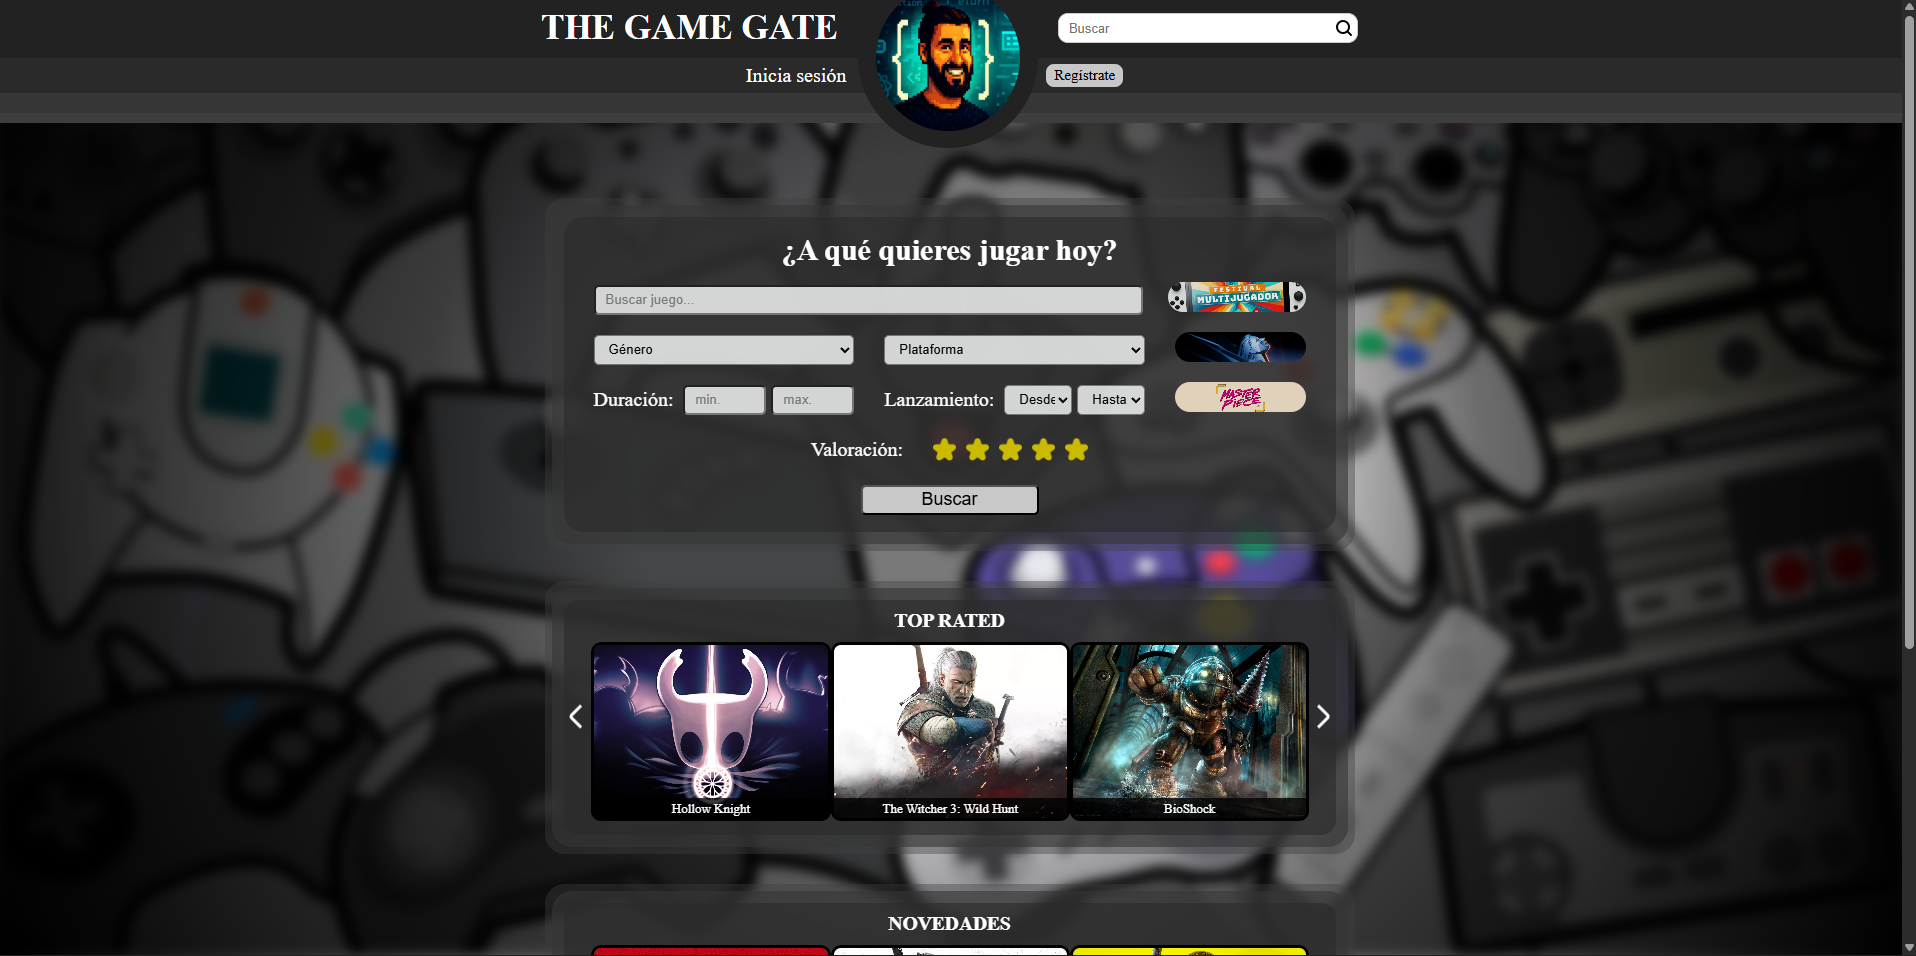 THE GAME GATE
Buscar
Inicia sesión
Regístrate
¿A qué quieres jugar hoy?
Buscar juego...
FESTIVAL
MULTIJUGADOR
Género
Plataforma
Duración:
min.
max.
Lanzamiento:
Desde
Hasta
MASTER
PIECE
Valoración:
Buscar
TOP RATED
Hollow Knight
The Witcher 3: Wild Hunt
BioShock
NOVEDADES